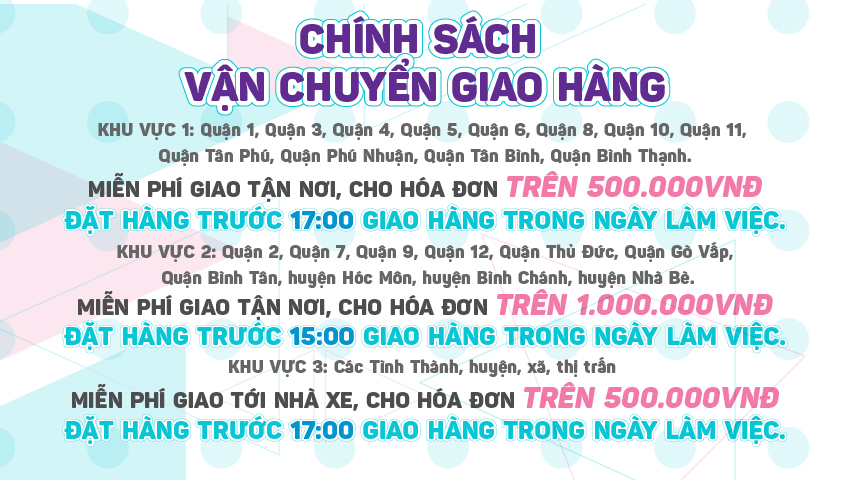 CHÍNH SÁCH
VẬN CHUYỂN GIAO HÀNG
KHU VỰC 1: Quận 1, Quận 3, Quận 4, Quận 5, Quận 6, Quận 8, Quận 10, Quận 11,
Quận Tân Phú, Quận Phú Nhuận, Quận Tân Bình, Quận Bình Thạnh.
MIỄN PHÍ GIAO TẬN NƠI, CHO HÓA ĐƠN TRÊN 500.000VNĐ
ĐẶT HÀNG TRƯỚC 17:00 GIAO HÀNG TRONG NGÀY LÀM VIỆC.
KHU VỰC 2: Quận 2, Quận 7, Quận 9, Quận 12, Quận Thủ Đức, Quận Gò Vấp,
Quận Bình Tân, huyện Hóc Môn, huyện Bình Chánh, huyện Nhà Bè.
MIỄN PHÍ GIAO TẬN NƠI, CHO HÓA ĐƠN TRÊN 1.000.000VNĐ
ĐẶT HÀNG TRƯỚC 15:00 GIAO HÀNG TRONG NGÀY LÀM VIỆC.
KHU VỰC 3: Các Tỉnh Thành, huyện, xã, thị trấn
MIỄN PHÍ GIAO TỚI NHÀ XE, CHO HÓA ĐƠN TRÊN 500.000VNĐ
ĐẶT HÀNG TRƯỚC 17:00 GIAO HÀNG TRONG NGÀY LÀM VIỆC.